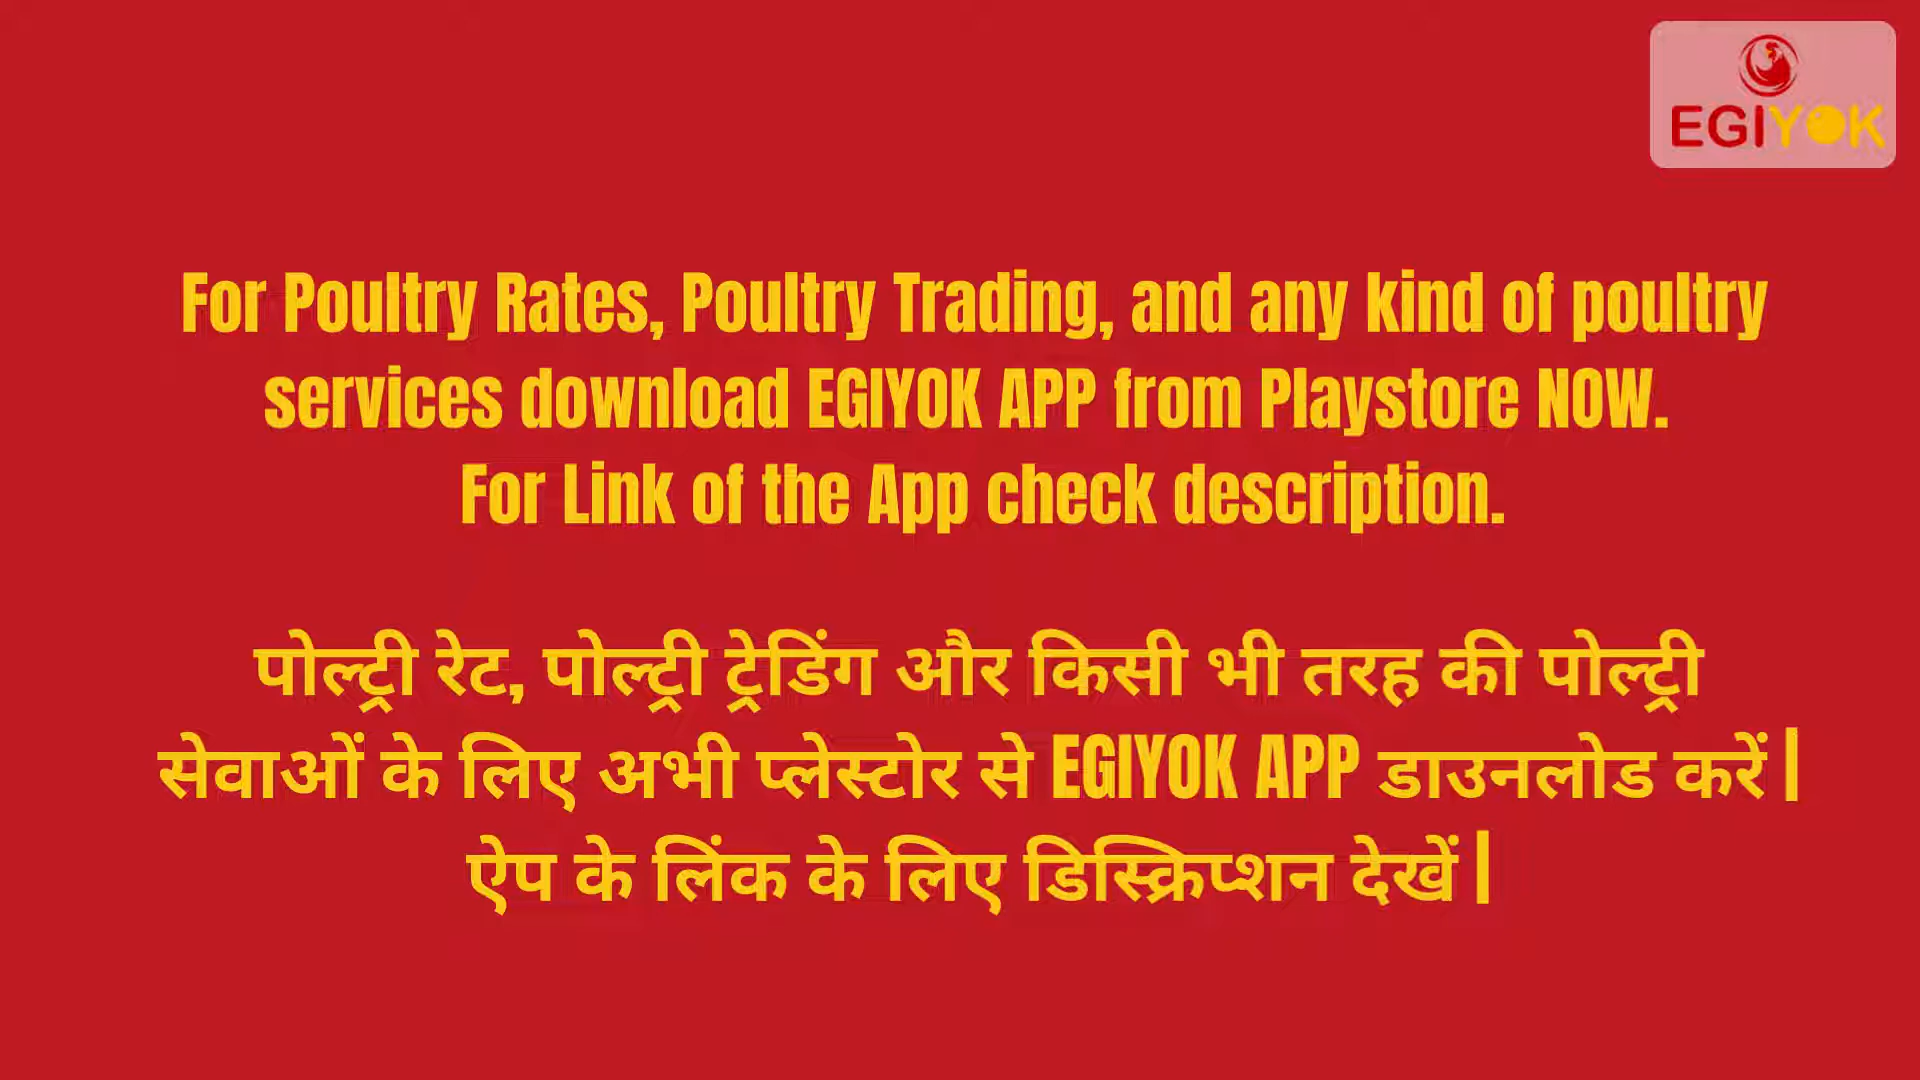 EGIYOK
For Poultry Rates, Poultry Trading, and any kind of poultry
services download EGIYOK APP from Playstore NOW.
For Link of the App check description.
पोल्ट्री रेट, पोल्ट्री ट्रेडिंग और किसी भी तरह की पोल्ट्री
सेवाओं के लिए अभी प्लेस्टोर से EGIYOK APP डाउनलोड करें |
ऐप के लिंक के लिए डिस्क्रिप्शन देखें |